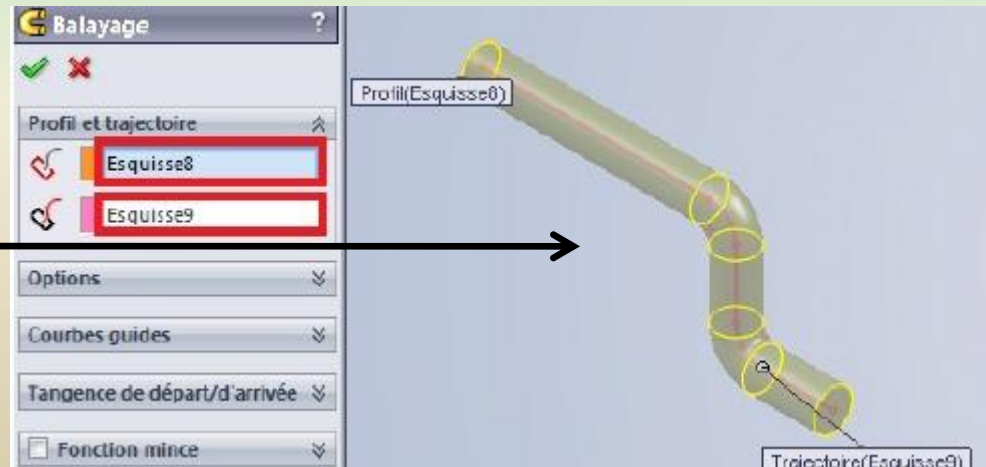 Balayage ?
Profil et trajectoire
Esquisse8
Esquisse9
Options
Courbes guides
Tangence de départ/d'arrivée
Fonction mince
Profil(Esquisse8)
Trajectoire(Esquisse9)